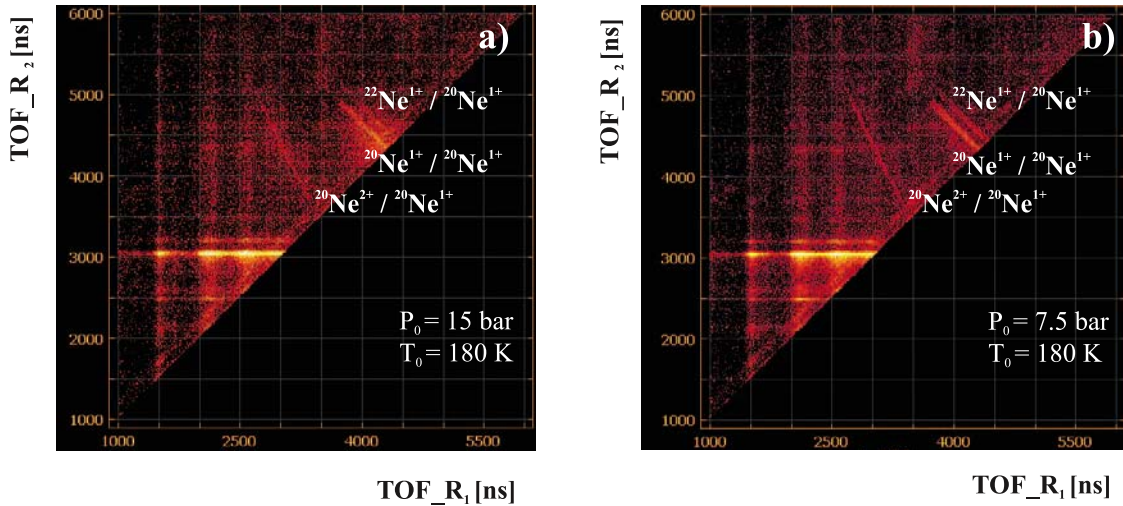 a)
TOF_R₂ [ns]
6000
5000
4000
3000
2000
1000
1000 2500 4000 5500
TOF_R₁ [ns]
²²Ne¹⁺ / ²⁰Ne¹⁺
²⁰Ne¹⁺ / ²⁰Ne¹⁺
²⁰Ne²⁺ / ²⁰Ne¹⁺
P₀ = 15 bar
T₀ = 180 K
b)
TOF_R₂ [ns]
6000
5000
4000
3000
2000
1000
1000 2500 4000 5500
TOF_R₁ [ns]
²²Ne¹⁺ / ²⁰Ne¹⁺
²⁰Ne¹⁺ / ²⁰Ne¹⁺
²⁰Ne²⁺ / ²⁰Ne¹⁺
P₀ = 7.5 bar
T₀ = 180 K